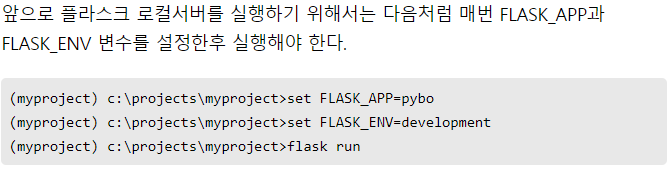 앞으로 플라스크 로컬서버를 실행하기 위해서는 다음처럼 매번 FLASK_APP과
FLASK_ENV 변수를 설정한후 실행해야 한다.
(myproject) c:\projects\myproject>set FLASK_APP=pybo
(myproject) c:\projects\myproject>set FLASK_ENV=development
(myproject) c:\projects\myproject>flask run